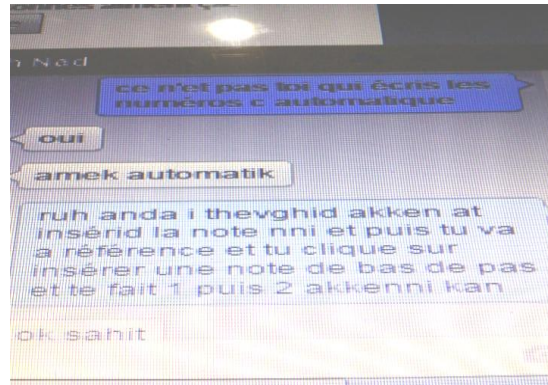 Ned
ce n'et pas toi qui écris les
numéros c automatique
oui
amek automatik
ruh anda i thevghid akken at
insérid la note nni et puis tu va
a référence et tu clique sur
insérer une note de bas de pas
et te fait 1 puis 2 akkenni kan
ok sahit